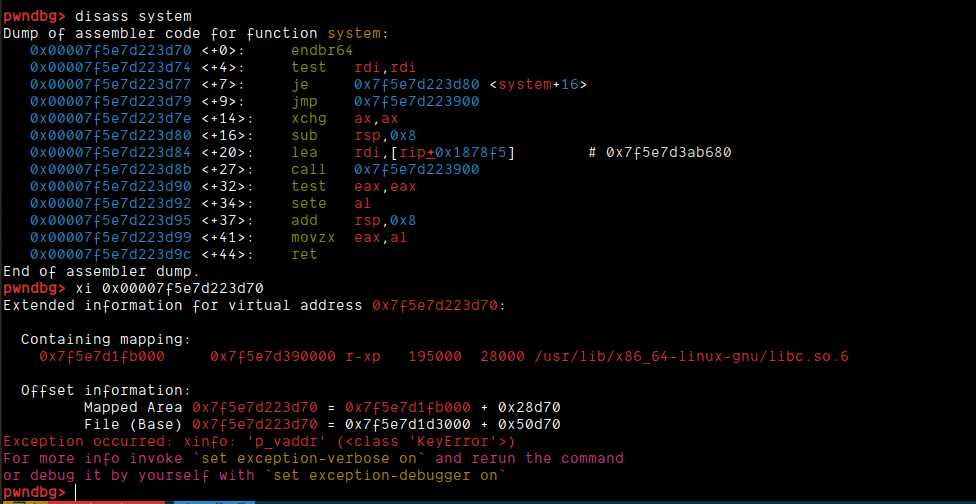 pwndbg> disass system
Dump of assembler code for function system:
   0x00007f5e7d223d70 <+0>:     endbr64
   0x00007f5e7d223d74 <+4>:     test   rdi,rdi
   0x00007f5e7d223d77 <+7>:     je     0x7f5e7d223d80 <system+16>
   0x00007f5e7d223d79 <+9>:     jmp    0x7f5e7d223900
   0x00007f5e7d223d7e <+14>:    xchg   ax,ax
   0x00007f5e7d223d80 <+16>:    sub    rsp,0x8
   0x00007f5e7d223d84 <+20>:    lea    rdi,[rip+0x1878f5]        # 0x7f5e7d3ab680
   0x00007f5e7d223d8b <+27>:    call   0x7f5e7d223900
   0x00007f5e7d223d90 <+32>:    test   eax,eax
   0x00007f5e7d223d92 <+34>:    sete   al
   0x00007f5e7d223d95 <+37>:    add    rsp,0x8
   0x00007f5e7d223d99 <+41>:    movzx  eax,al
   0x00007f5e7d223d9c <+44>:    ret
End of assembler dump.
pwndbg> xi 0x00007f5e7d223d70
Extended information for virtual address 0x7f5e7d223d70:
  Containing mapping:
    0x7f5e7d1fb000     0x7f5e7d390000 r-xp   195000  28000 /usr/lib/x86_64-linux-gnu/libc.so.6
  Offset information:
         Mapped Area 0x7f5e7d223d70 = 0x7f5e7d1fb000 + 0x28d70
         File (Base) 0x7f5e7d223d70 = 0x7f5e7d1d3000 + 0x50d70
Exception occurred: xinfo: 'p_vaddr' (<class 'KeyError'>)
For more info invoke `set exception-verbose on` and rerun the command
or debug it by yourself with `set exception-debugger on`
pwndbg>